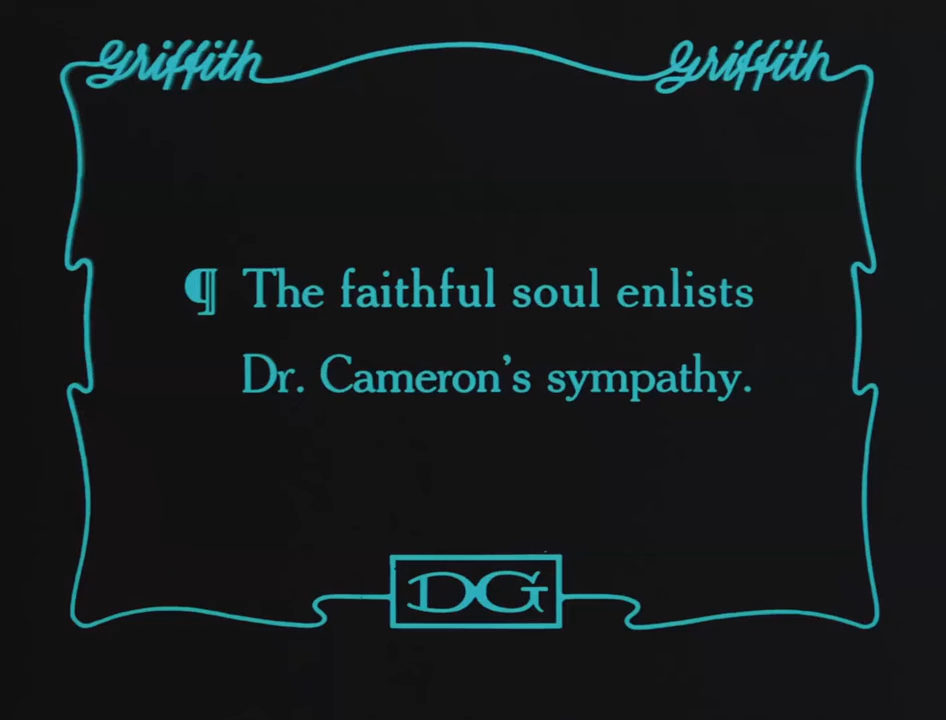 Griffith Griffith
¶ The faithful soul enlists
Dr. Cameron's sympathy.
DG